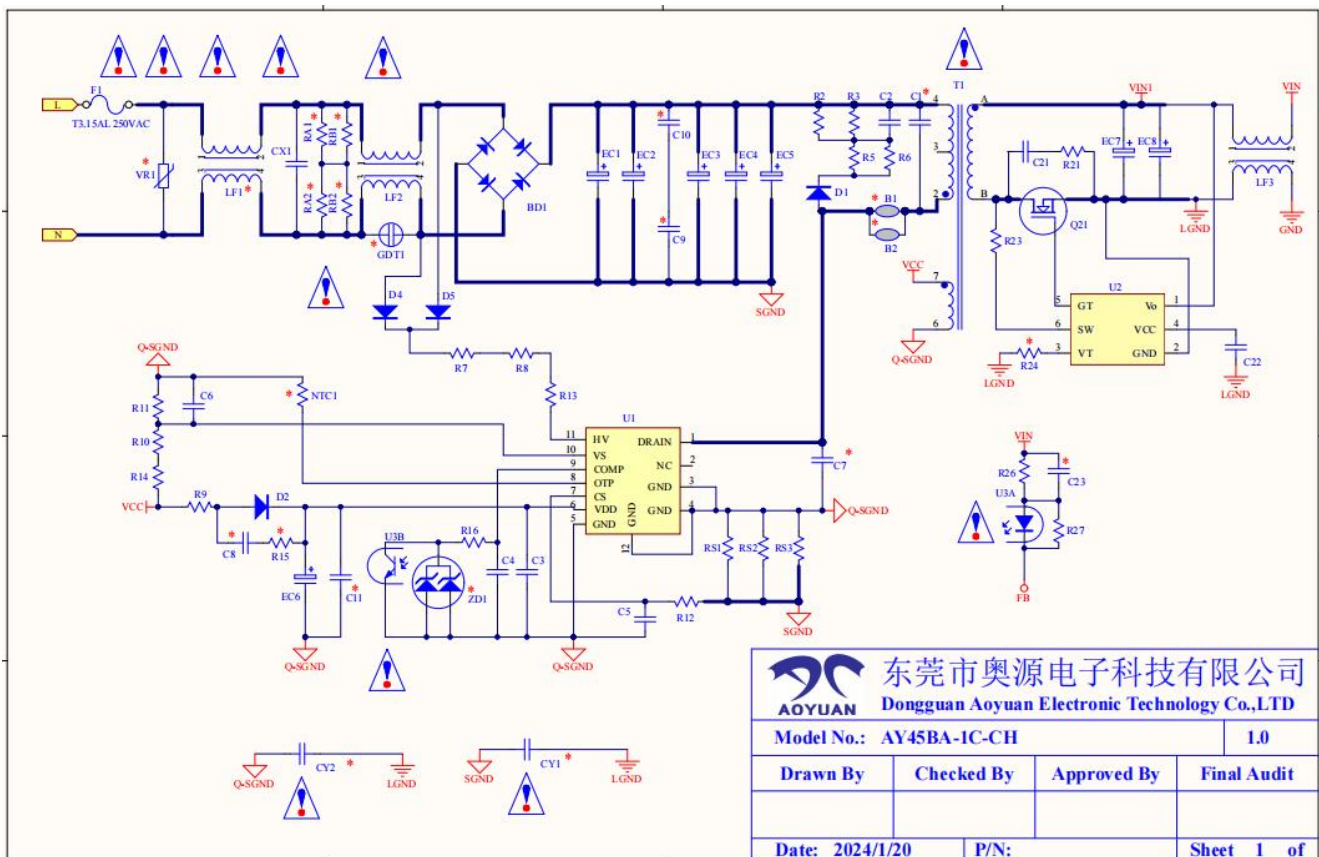 L
F1
T3.15AL 250VAC
VR1
*
N
LF1
*
CX1
RA1
*
RB1
*
RA2
*
RB2
*
LF2
*
GDT1
BD1
EC1
EC2
*
C10
*
C9
EC3
EC4
EC5
SGND
R2
R3
C2
C1
*
R5
R6
D1
*
B1
*
B2
T1
4
3
2
A
B
VCC
7
6
Q-SGND
C21
R21
Q21
R23
VIN1
EC7
EC8
LGND
VIN
LF3
GND
U2
5
GT
Vo
1
6
SW
VCC
4
3
VT
GND
2
*
R24
LGND
C22
LGND
D4
D5
R7
R8
R13
Q-SGND
R11
C6
*
NTC1
R10
R14
VCC
R9
D2
*
C8
*
R15
EC6
C11
*
Q-SGND
U3B
R16
*
ZD1
C4
C3
Q-SGND
U1
11
HV
DRAIN
1
10
VS
NC
2
9
COMP
8
OTP
GND
3
7
CS
6
VDD
GND
4
5
GND
GND
12
C7
*
Q-SGND
RS1
RS2
RS3
C5
R12
SGND
VIN
R26
*
C23
U3A
R27
FB
Q-SGND
CY2
*
LGND
SGND
CY1
*
LGND
AOYUAN
东莞市奥源电子科技有限公司
Dongguan Aoyuan Electronic Technology Co.,LTD
Model No.: AY45BA-1C-CH
1.0
Drawn By
Checked By
Approved By
Final Audit
Date: 2024/1/20
P/N:
Sheet 1 of